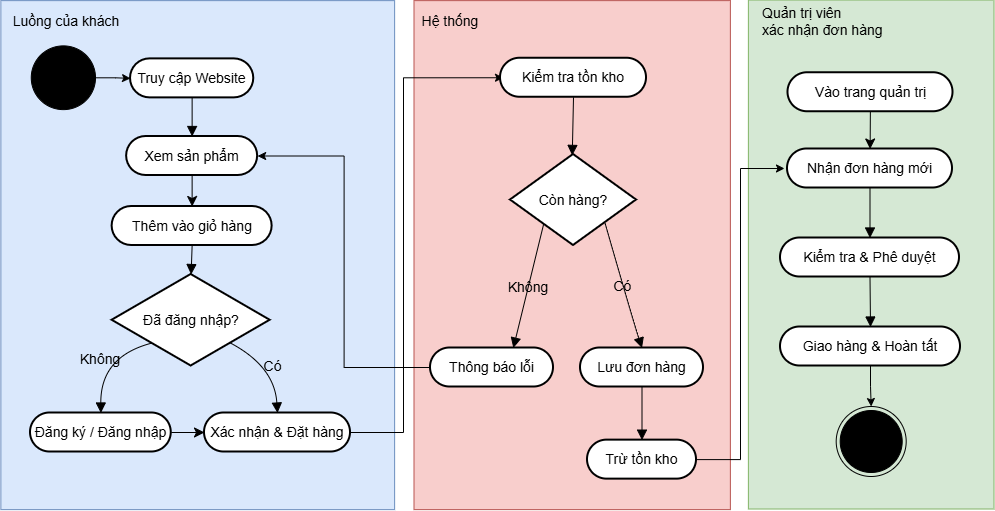 Luồng của khách
Truy cập Website
Xem sản phẩm
Thêm vào giỏ hàng
Đã đăng nhập?
Không
Có
Đăng ký / Đăng nhập
Xác nhận & Đặt hàng
Hệ thống
Kiểm tra tồn kho
Còn hàng?
Không
Có
Thông báo lỗi
Lưu đơn hàng
Trừ tồn kho
Quản trị viên
xác nhận đơn hàng
Vào trang quản trị
Nhận đơn hàng mới
Kiểm tra & Phê duyệt
Giao hàng & Hoàn tất